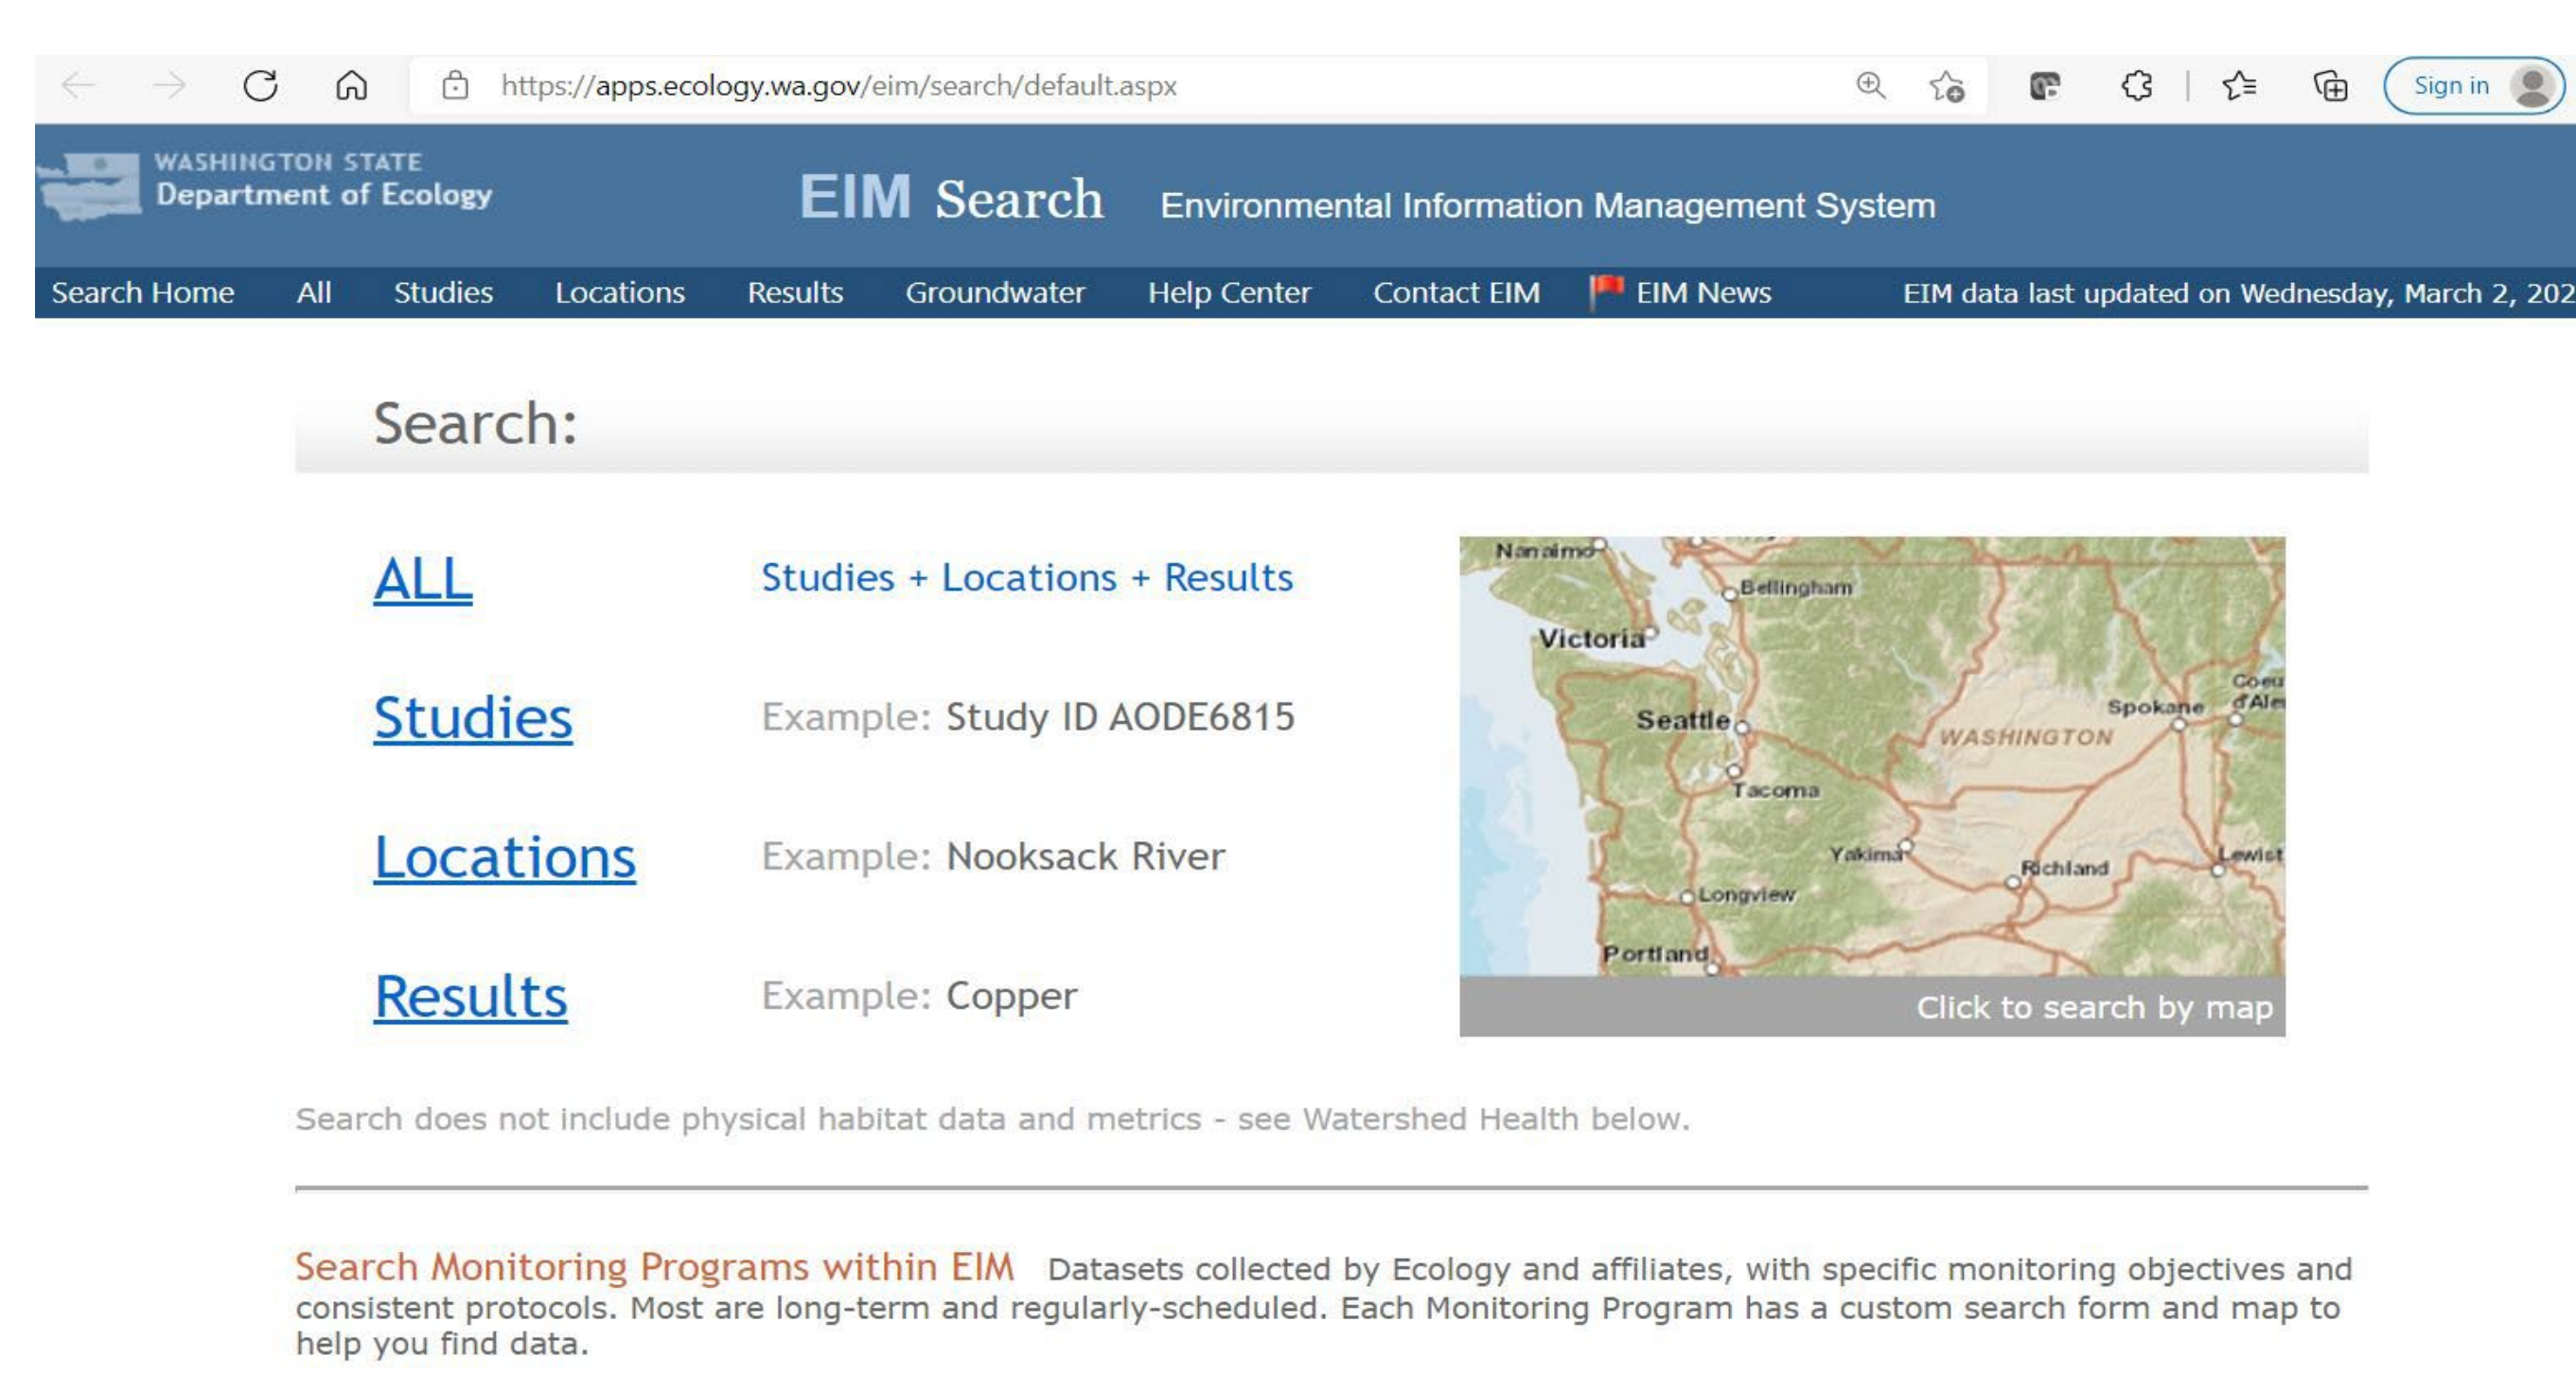 https://apps.ecology.wa.gov/eim/search/default.aspx
Sign in
WASHINGTON STATE
Department of Ecology
EIM Search Environmental Information Management System
Search Home All Studies Locations Results Groundwater Help Center Contact EIM EIM News EIM data last updated on Wednesday, March 2, 202
Search:
ALL Studies + Locations + Results
Studies Example: Study ID AODE6815
Locations Example: Nooksack River
Results Example: Copper
Nanaimo
Bellingham
Victoria
Coeu
d'Ale
Spokane
Seattle
WASHINGTON
Tacoma
Yakima
Lewist
Richland
Longview
Portland
Click to search by map
Search does not include physical habitat data and metrics - see Watershed Health below.
Search Monitoring Programs within EIM Datasets collected by Ecology and affiliates, with specific monitoring objectives and
consistent protocols. Most are long-term and regularly-scheduled. Each Monitoring Program has a custom search form and map to
help you find data.